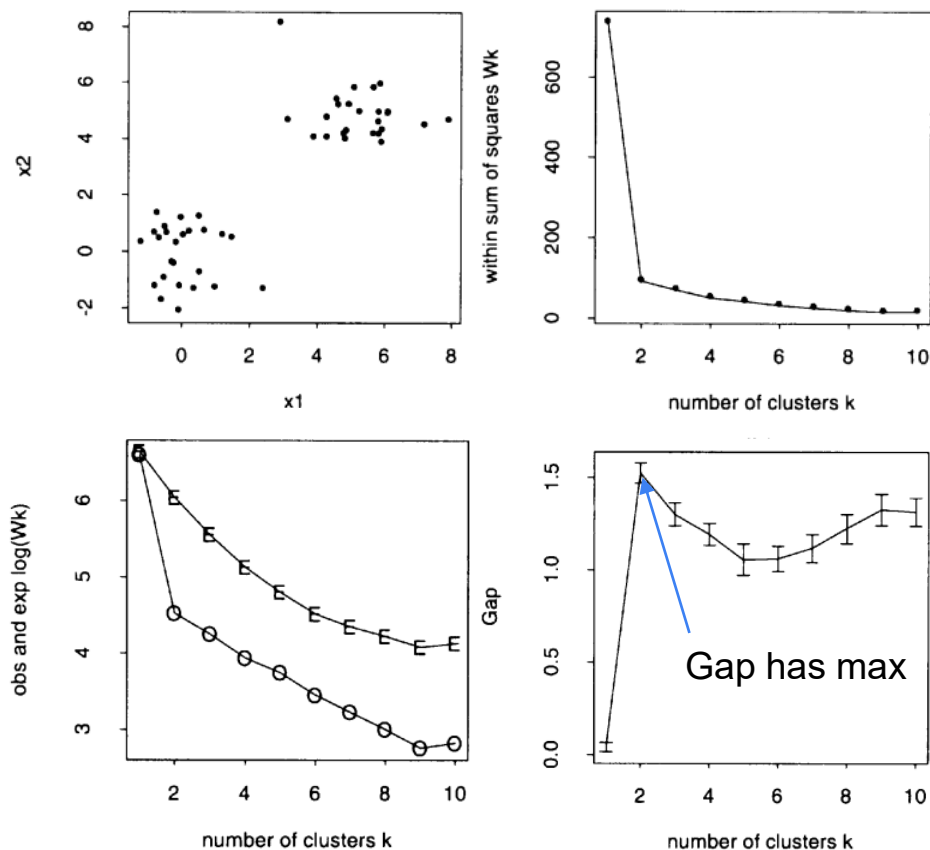 x2
8
6
4
2
0
-2
0 2 4 6 8
x1
within sum of squares Wk
600
400
200
0
2 4 6 8 10
number of clusters k
obs and exp log(Wk)
6
5
4
3
E E E E E E E E E E
O O O O O O O O O O
2 4 6 8 10
number of clusters k
Gap
1.5
1.0
0.5
0.0
Gap has max
2 4 6 8 10
number of clusters k